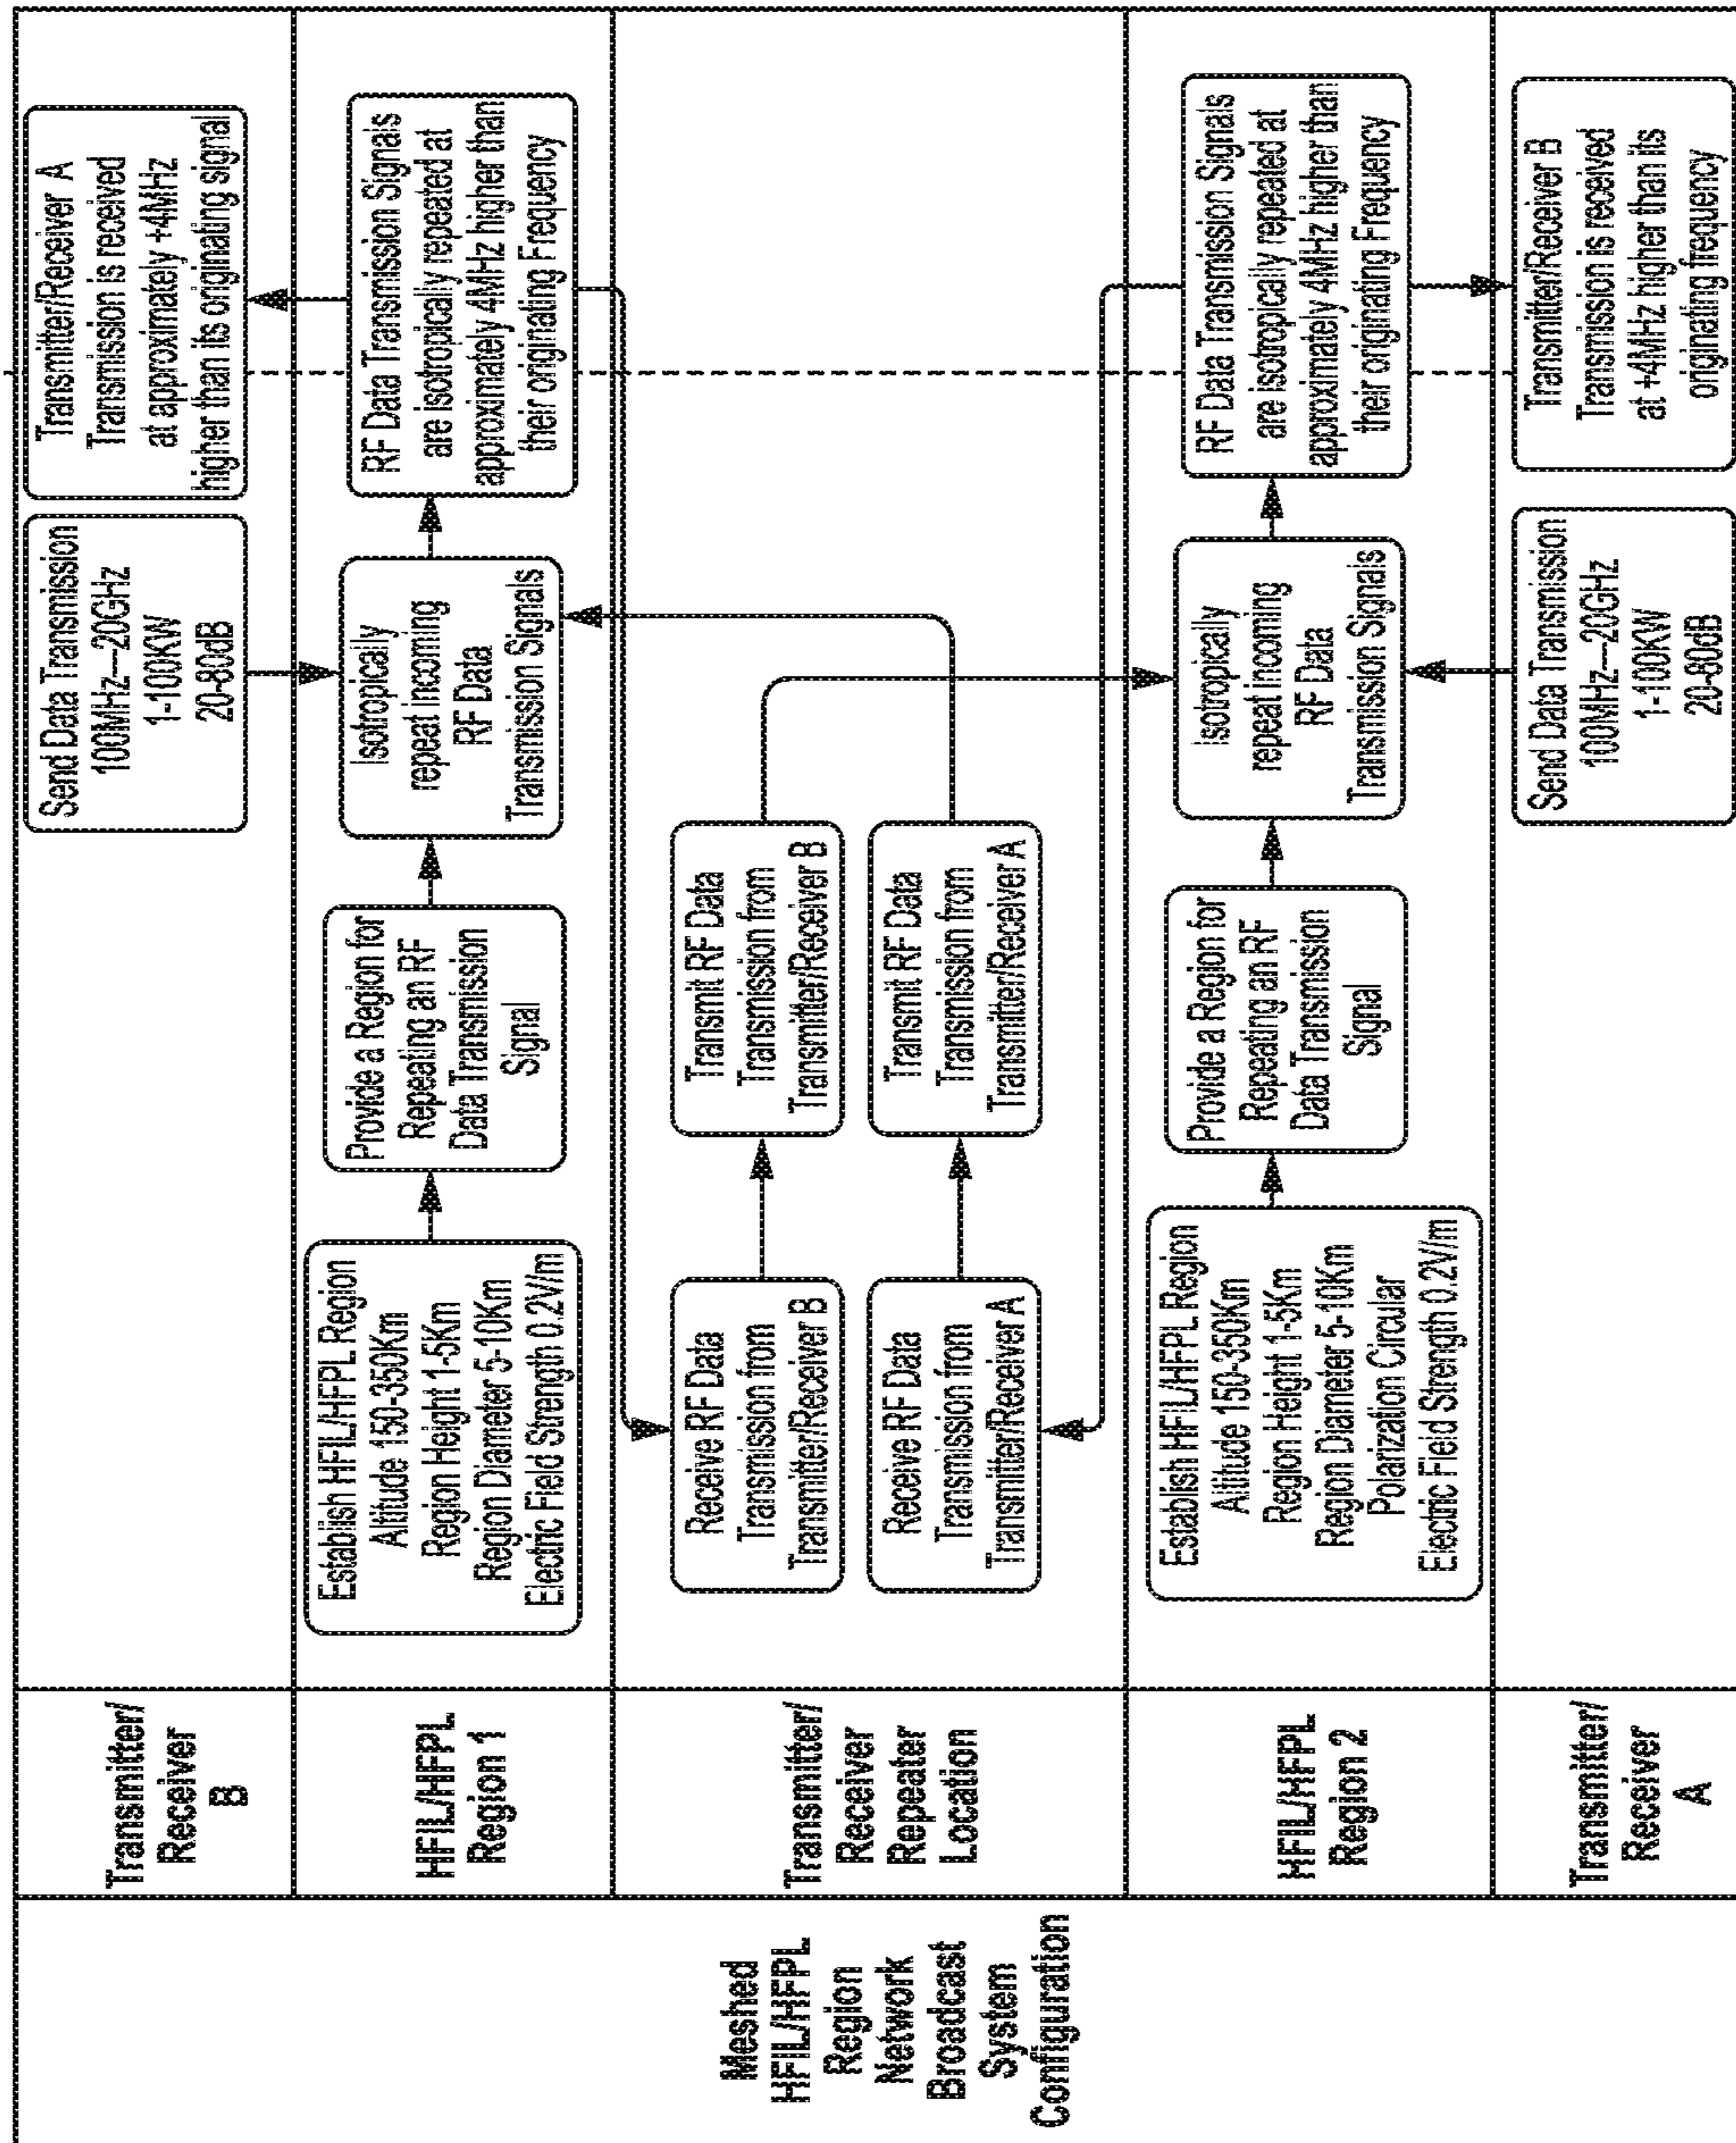 Meshed
HFIL/HFPL
Region
Network
Broadcast
System
Configuration
Transmitter/
Receiver
B
Send Data Transmission
100MHz---20GHz
1-100KW
20-80dB
Transmitter/Receiver A
Transmission is received
at approximately +4MHz
higher than its originating signal
HFIL/HFPL
Region 1
Establish HFIL/HFPL Region
Altitude 150-350Km
Region Height 1-5Km
Region Diameter 5-10Km
Electric Field Strength 0.2V/m
Provide a Region for
Repeating an RF
Data Transmission
Signal
Isotropically
repeat incoming
RF Data
Transmission Signals
RF Data Transmission Signals
are isotropically repeated at
approximately 4MHz higher than
their originating Frequency
Transmitter/
Receiver
Repeater
Location
Receive RF Data
Transmission from
Transmitter/Receiver B
Transmit RF Data
Transmission from
Transmitter/Receiver B
Receive RF Data
Transmission from
Transmitter/Receiver A
Transmit RF Data
Transmission from
Transmitter/Receiver A
HFIL/HFPL
Region 2
Establish HFIL/HFPL Region
Altitude 150-350Km
Region Height 1-5Km
Region Diameter 5-10Km
Polarization Circular
Electric Field Strength 0.2V/m
Provide a Region for
Repeating an RF
Data Transmission
Signal
Isotropically
repeat incoming
RF Data
Transmission Signals
RF Data Transmission Signals
are isotropically repeated at
approximately 4MHz higher than
their originating Frequency
Transmitter/
Receiver
A
Send Data Transmission
100MHz---20GHz
1-100KW
20-80dB
Transmitter/Receiver B
Transmission is received
at +4MHz higher than its
originating frequency